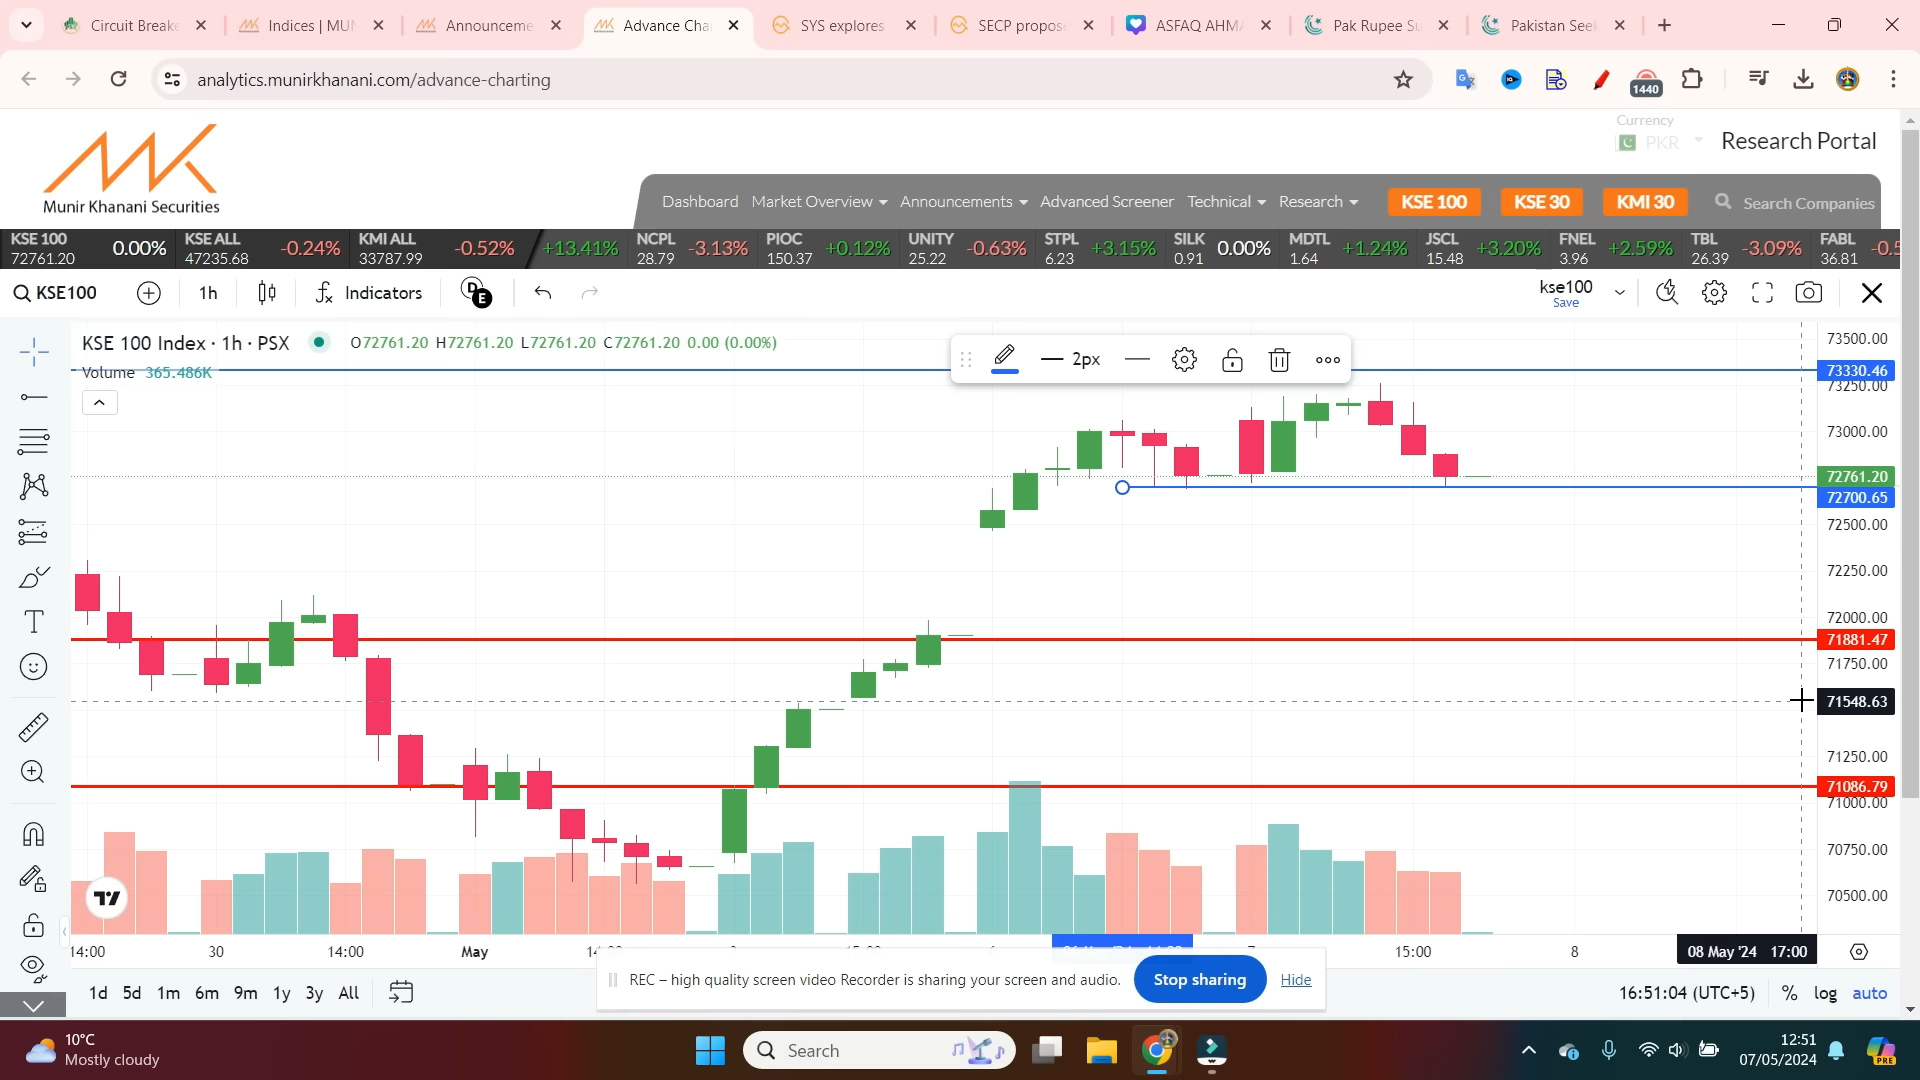 Circuit Breake
Indices | MUN
Announceme
Advance Cha
SYS explores
SECP propose
ASFAQ AHMA
Pak Rupee Su
Pakistan Seek
analytics.munirkhanani.com/advance-charting
1440
Currency
PKR
Research Portal
Munir Khanani Securities
Dashboard Market Overview Announcements Advanced Screener Technical Research KSE 100 KSE 30 KMI 30 Search Companies
KSE 100 72761.20 0.00%
KSE ALL 47235.68 -0.24%
KMI ALL 33787.99 -0.52%
+13.41%
NCPL 28.79 -3.13%
PIOC 150.37 +0.12%
UNITY 25.22 -0.63%
STPL 6.23 +3.15%
SILK 0.91 0.00%
MDTL 1.64 +1.24%
JSCL 15.48 +3.20%
FNEL 3.96 +2.59%
TBL 26.39 -3.09%
FABL 36.81 -0.5
KSE100 1h Indicators D E
kse100
Save
KSE 100 Index · 1h · PSX O72761.20 H72761.20 L72761.20 C72761.20 0.00 (0.00%)
Volume 365.486K
2px
73500.00
73330.46
73250.00
73000.00
72761.20
72700.65
72500.00
72250.00
72000.00
71881.47
71750.00
71548.63
71250.00
71086.79
71000.00
70750.00
70500.00
14:00 30 14:00 May 15:00 8 08 May '24 17:00
REC – high quality screen video Recorder is sharing your screen and audio. Stop sharing Hide
1d 5d 1m 6m 9m 1y 3y All
16:51:04 (UTC+5) % log auto
10°C
Mostly cloudy
Search
12:51
07/05/2024
PRE